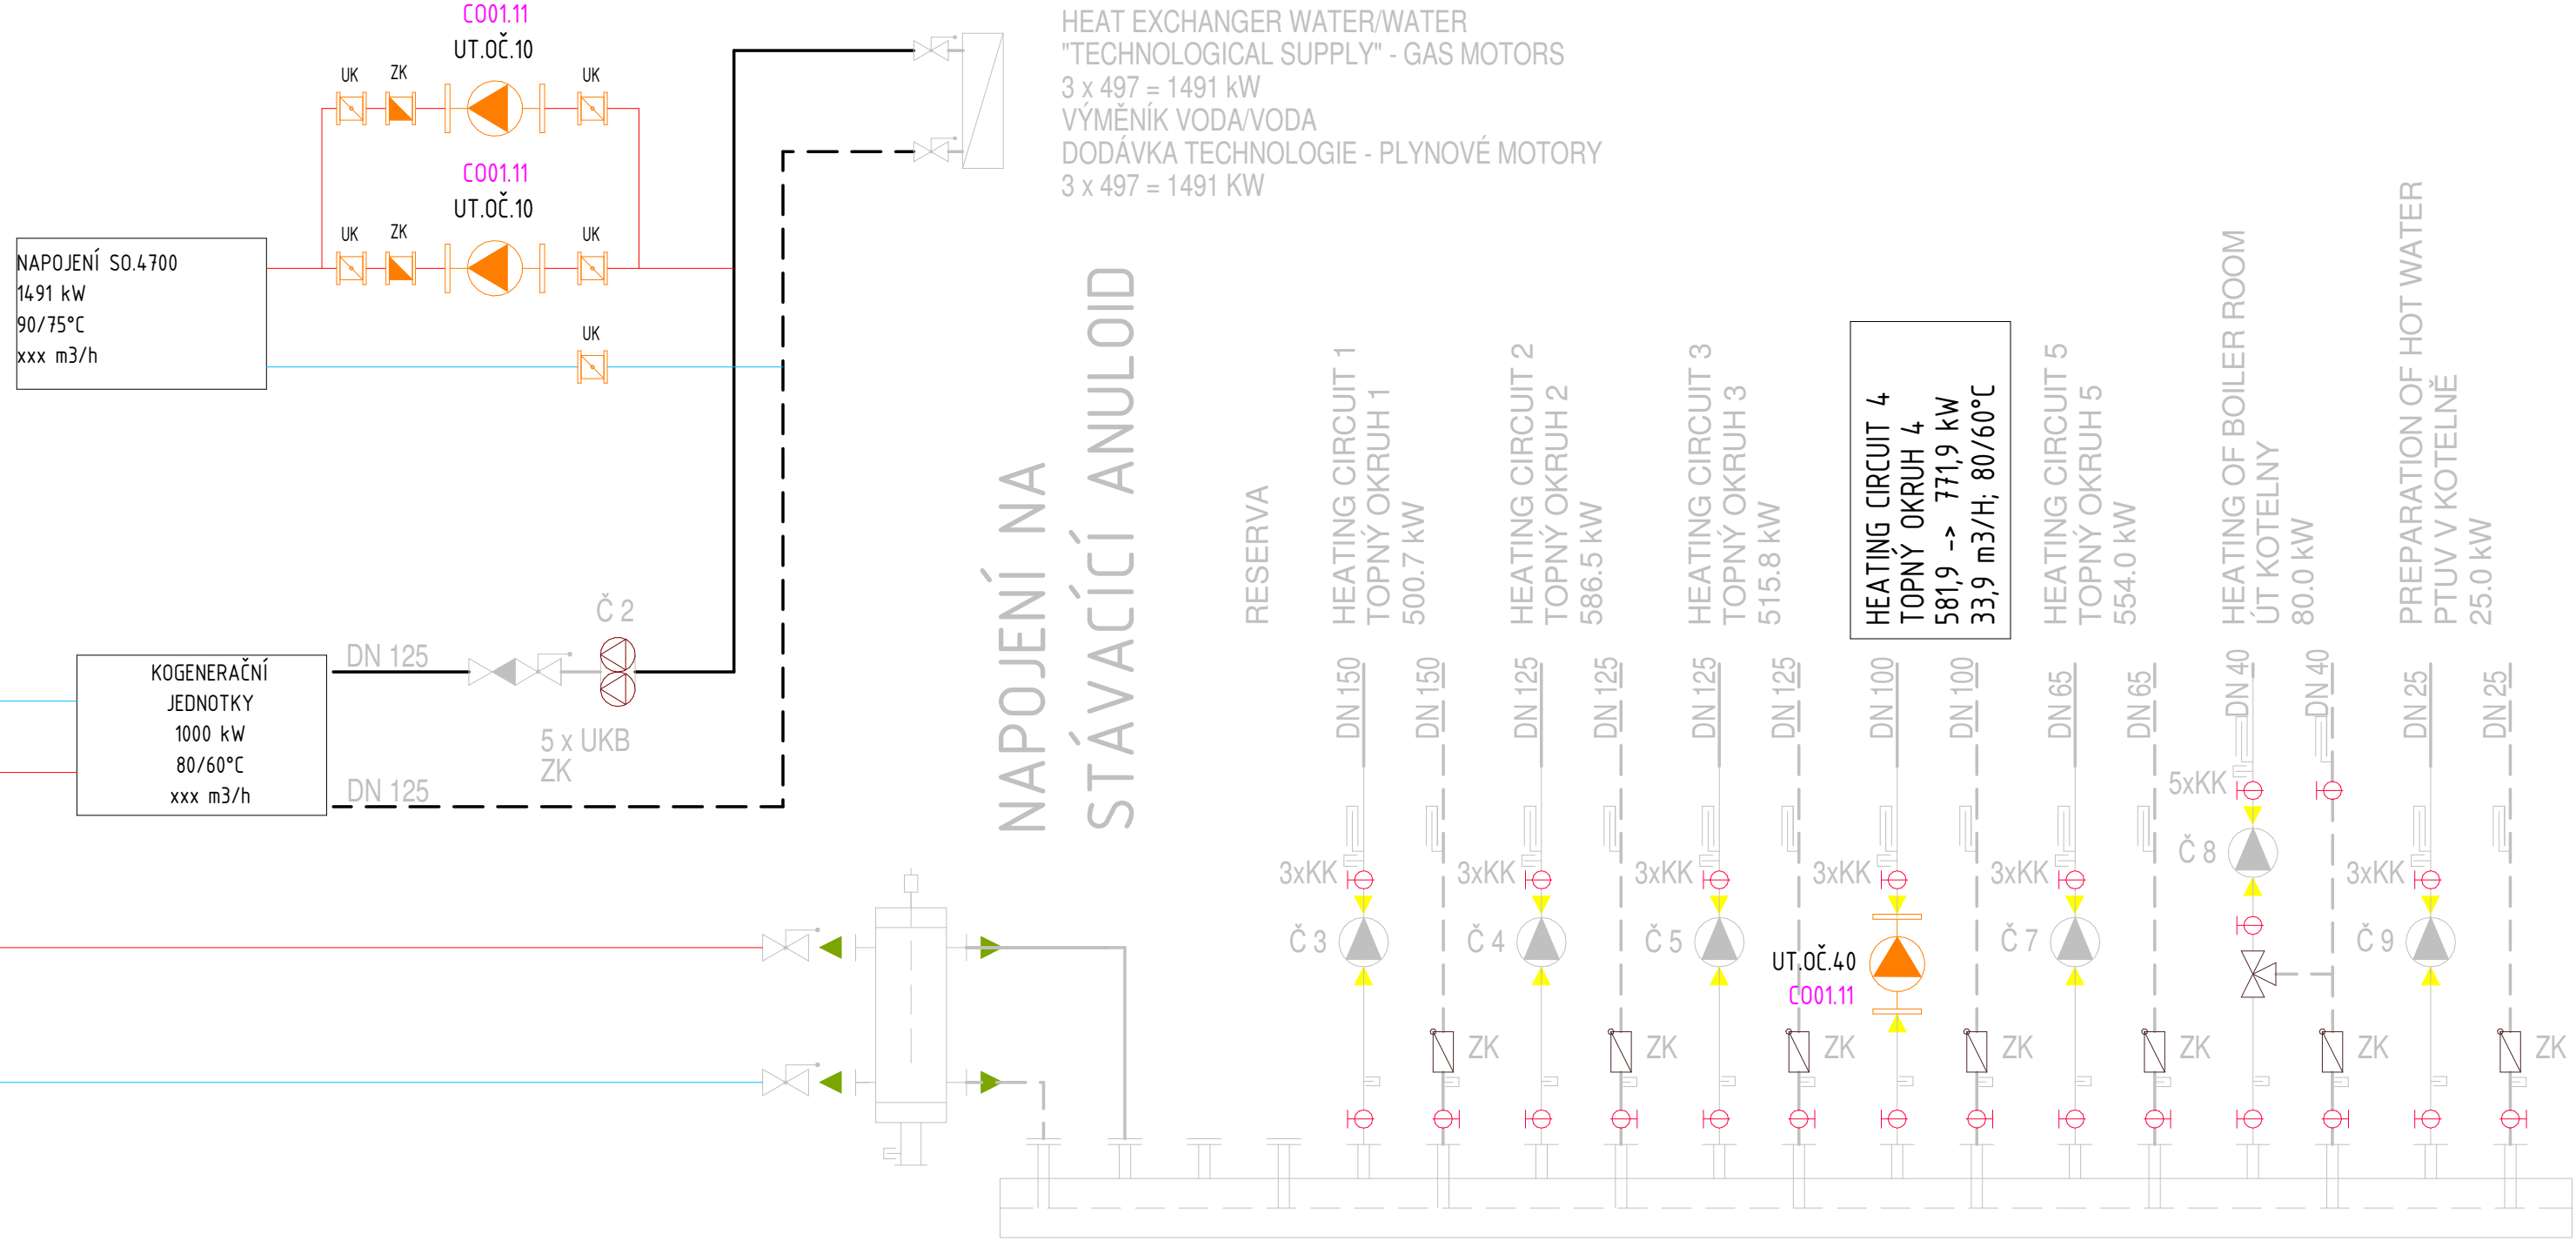 CO01.11
UT.OČ.10
UK
ZK
UK
CO01.11
UT.OČ.10
UK
ZK
UK
NAPOJENÍ SO.4700
1491 kW
90/75°C
xxx m3/h
UK
HEAT EXCHANGER WATER/WATER
"TECHNOLOGICAL SUPPLY" - GAS MOTORS
3 x 497 = 1491 kW
VÝMĚNÍK VODA/VODA
DODÁVKA TECHNOLOGIE - PLYNOVÉ MOTORY
3 x 497 = 1491 KW
KOGENERAČNÍ
JEDNOTKY
1000 kW
80/60°C
xxx m3/h
DN 125
DN 125
Č 2
5 x UKB
ZK
NAPOJENÍ NA
STÁVACÍCÍ ANULOID
RESERVA
HEATING CIRCUIT 1
TOPNÝ OKRUH 1
500.7 kW
HEATING CIRCUIT 2
TOPNÝ OKRUH 2
586.5 kW
HEATING CIRCUIT 3
TOPNÝ OKRUH 3
515.8 kW
HEATING CIRCUIT 4
TOPNÝ OKRUH 4
581,9 -> 771,9 kW
33,9 m3/H; 80/60°C
HEATING CIRCUIT 5
TOPNÝ OKRUH 5
554.0 kW
HEATING OF BOILER ROOM
ÚT KOTELNY
80.0 kW
PREPARATION OF HOT WATER
PTUV V KOTELNĚ
25.0 kW
DN 150
DN 150
DN 125
DN 125
DN 125
DN 125
DN 100
DN 100
DN 65
DN 65
DN 40
DN 40
DN 25
DN 25
3xKK
3xKK
3xKK
3xKK
3xKK
5xKK
3xKK
Č 3
Č 4
Č 5
UT.OČ.40
CO01.11
Č 7
Č 8
Č 9
ZK
ZK
ZK
ZK
ZK
ZK
ZK